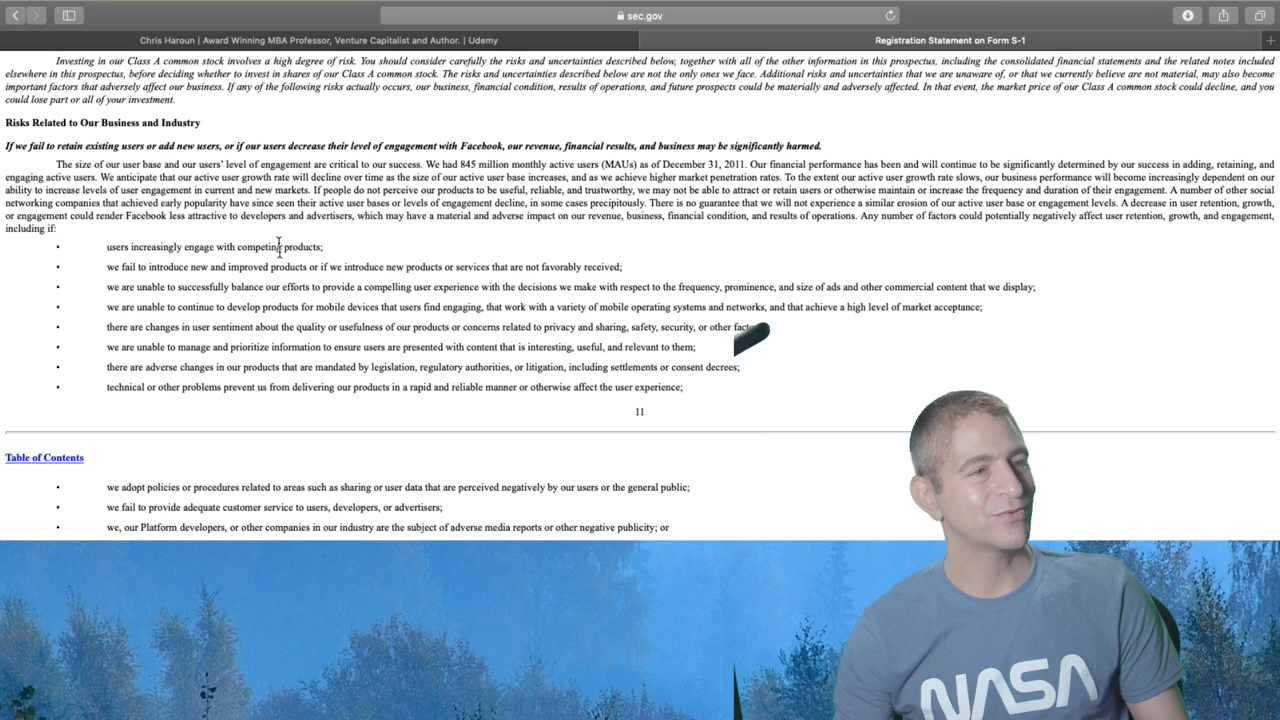 sec.gov
Chris Haroun | Award Winning MBA Professor, Venture Capitalist and Author. | Udemy
Registration Statement on Form S-1
Investing in our Class A common stock involves a high degree of risk. You should consider carefully the risks and uncertainties described below, together with all of the other information in this prospectus, including the consolidated financial statements and the related notes included
elsewhere in this prospectus, before deciding whether to invest in shares of our Class A common stock. The risks and uncertainties described below are not the only ones we face. Additional risks and uncertainties that we are unaware of, or that we currently believe are not material, may also become
important factors that adversely affect our business. If any of the following risks actually occurs, our business, financial condition, results of operations, and future prospects could be materially and adversely affected. In that event, the market price of our Class A common stock could decline, and you
could lose part or all of your investment.
Risks Related to Our Business and Industry
If we fail to retain existing users or add new users, or if our users decrease their level of engagement with Facebook, our revenue, financial results, and business may be significantly harmed.
The size of our user base and our users' level of engagement are critical to our success. We had 845 million monthly active users (MAUs) as of December 31, 2011. Our financial performance has been and will continue to be significantly determined by our success in adding, retaining, and
engaging active users. We anticipate that our active user growth rate will decline over time as the size of our active user base increases, and as we achieve higher market penetration rates. To the extent our active user growth rate slows, our business performance will become increasingly dependent on our
ability to increase levels of user engagement in current and new markets. If people do not perceive our products to be useful, reliable, and trustworthy, we may not be able to attract or retain users or otherwise maintain or increase the frequency and duration of their engagement. A number of other social
networking companies that achieved early popularity have since seen their active user bases or levels of engagement decline, in some cases precipitously. There is no guarantee that we will not experience a similar erosion of our active user base or engagement levels. A decrease in user retention, growth,
or engagement could render Facebook less attractive to developers and advertisers, which may have a material and adverse impact on our revenue, business, financial condition, and results of operations. Any number of factors could potentially negatively affect user retention, growth, and engagement,
including if:
• users increasingly engage with competing products;
• we fail to introduce new and improved products or if we introduce new products or services that are not favorably received;
• we are unable to successfully balance our efforts to provide a compelling user experience with the decisions we make with respect to the frequency, prominence, and size of ads and other commercial content that we display;
• we are unable to continue to develop products for mobile devices that users find engaging, that work with a variety of mobile operating systems and networks, and that achieve a high level of market acceptance;
• there are changes in user sentiment about the quality or usefulness of our products or concerns related to privacy and sharing, safety, security, or other facto
• we are unable to manage and prioritize information to ensure users are presented with content that is interesting, useful, and relevant to them;
• there are adverse changes in our products that are mandated by legislation, regulatory authorities, or litigation, including settlements or consent decrees;
• technical or other problems prevent us from delivering our products in a rapid and reliable manner or otherwise affect the user experience;
11
Table of Contents
• we adopt policies or procedures related to areas such as sharing or user data that are perceived negatively by our users or the general public;
• we fail to provide adequate customer service to users, developers, or advertisers;
• we, our Platform developers, or other companies in our industry are the subject of adverse media reports or other negative publicity; or
NASA